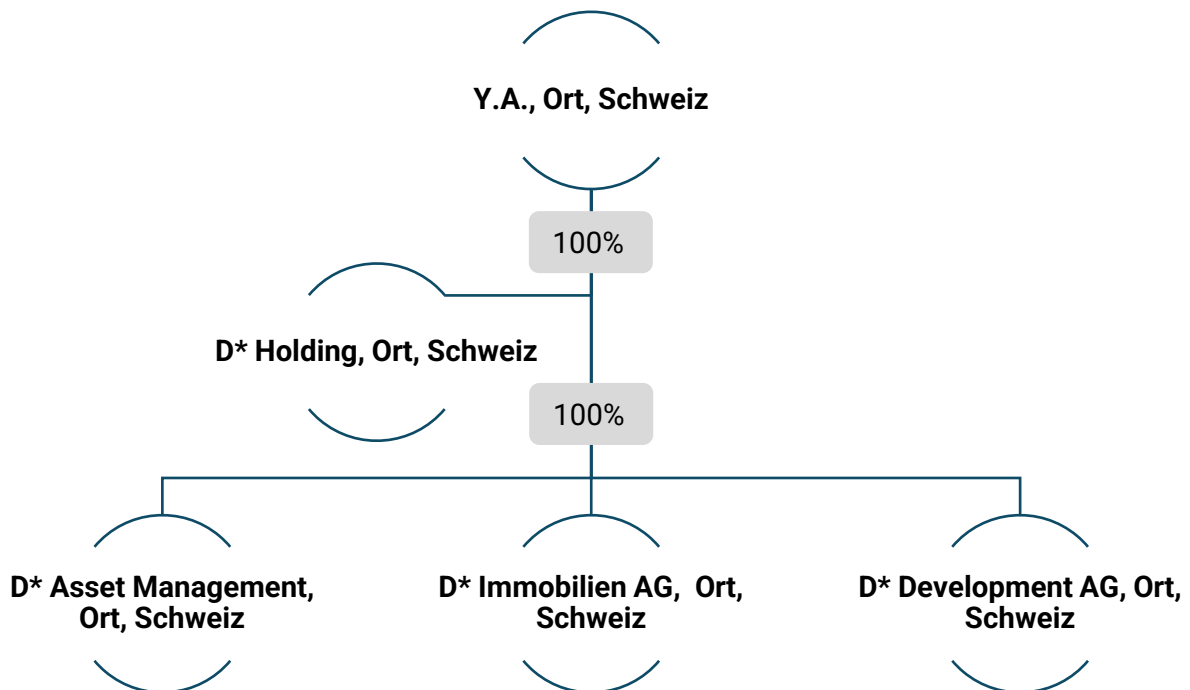 Y.A., Ort, Schweiz
100%
D* Holding, Ort, Schweiz
100%
D* Asset Management,
Ort, Schweiz
D* Immobilien AG,  Ort,
Schweiz
D* Development AG, Ort,
Schweiz